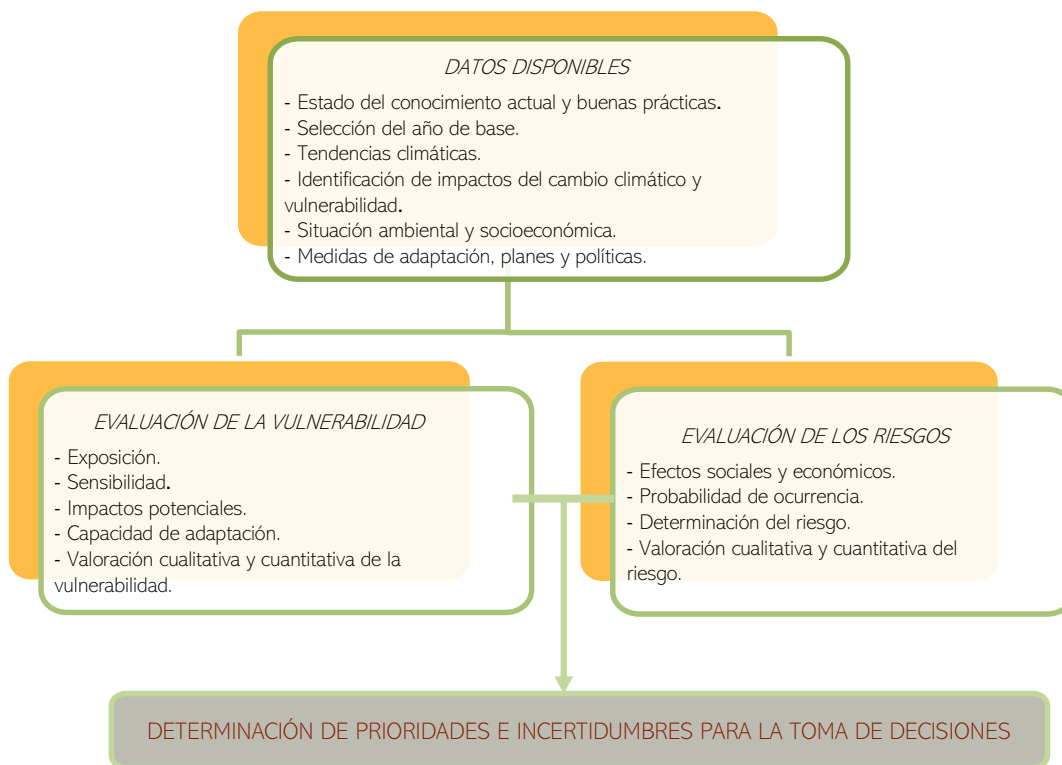 DATOS DISPONIBLES
- Estado del conocimiento actual y buenas prácticas.
- Selección del año de base.
- Tendencias climáticas.
- Identificación de impactos del cambio climático y
vulnerabilidad.
- Situación ambiental y socioeconómica.
- Medidas de adaptación, planes y políticas.
EVALUACIÓN DE LA VULNERABILIDAD
- Exposición.
- Sensibilidad.
- Impactos potenciales.
- Capacidad de adaptación.
- Valoración cualitativa y cuantitativa de la
vulnerabilidad.
EVALUACIÓN DE LOS RIESGOS
- Efectos sociales y económicos.
- Probabilidad de ocurrencia.
- Determinación del riesgo.
- Valoración cualitativa y cuantitativa del
riesgo.
DETERMINACIÓN DE PRIORIDADES E INCERTIDUMBRES PARA LA TOMA DE DECISIONES